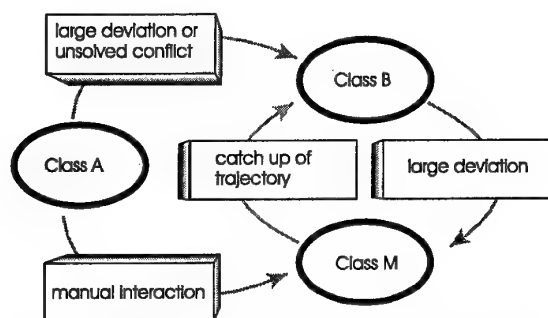 large deviation or
unsolved conflict
Class B
Class A
catch up of
trajectory
large deviation
Class M
manual interaction